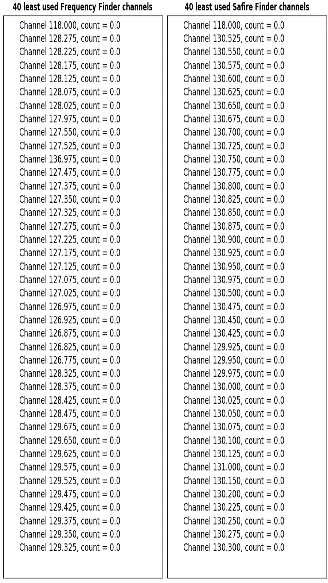 40 least used Frequency Finder channels
Channel 118.000, count = 0.0
Channel 128.275, count = 0.0
Channel 128.225, count = 0.0
Channel 128.175, count = 0.0
Channel 128.125, count = 0.0
Channel 128.075, count = 0.0
Channel 128.025, count = 0.0
Channel 127.975, count = 0.0
Channel 127.550, count = 0.0
Channel 127.525, count = 0.0
Channel 136.975, count = 0.0
Channel 127.475, count = 0.0
Channel 127.375, count = 0.0
Channel 127.350, count = 0.0
Channel 127.325, count = 0.0
Channel 127.275, count = 0.0
Channel 127.225, count = 0.0
Channel 127.175, count = 0.0
Channel 127.125, count = 0.0
Channel 127.075, count = 0.0
Channel 127.025, count = 0.0
Channel 126.975, count = 0.0
Channel 126.925, count = 0.0
Channel 126.875, count = 0.0
Channel 126.825, count = 0.0
Channel 126.775, count = 0.0
Channel 128.325, count = 0.0
Channel 128.375, count = 0.0
Channel 128.425, count = 0.0
Channel 128.475, count = 0.0
Channel 129.675, count = 0.0
Channel 129.650, count = 0.0
Channel 129.625, count = 0.0
Channel 129.575, count = 0.0
Channel 129.525, count = 0.0
Channel 129.475, count = 0.0
Channel 129.425, count = 0.0
Channel 129.375, count = 0.0
Channel 129.350, count = 0.0
Channel 129.325, count = 0.0
40 least used Safire Finder channels
Channel 118.000, count = 0.0
Channel 130.525, count = 0.0
Channel 130.550, count = 0.0
Channel 130.575, count = 0.0
Channel 130.600, count = 0.0
Channel 130.625, count = 0.0
Channel 130.650, count = 0.0
Channel 130.675, count = 0.0
Channel 130.700, count = 0.0
Channel 130.725, count = 0.0
Channel 130.750, count = 0.0
Channel 130.775, count = 0.0
Channel 130.800, count = 0.0
Channel 130.825, count = 0.0
Channel 130.850, count = 0.0
Channel 130.875, count = 0.0
Channel 130.900, count = 0.0
Channel 130.925, count = 0.0
Channel 130.950, count = 0.0
Channel 130.975, count = 0.0
Channel 130.500, count = 0.0
Channel 130.475, count = 0.0
Channel 130.450, count = 0.0
Channel 130.425, count = 0.0
Channel 129.925, count = 0.0
Channel 129.950, count = 0.0
Channel 129.975, count = 0.0
Channel 130.000, count = 0.0
Channel 130.025, count = 0.0
Channel 130.050, count = 0.0
Channel 130.075, count = 0.0
Channel 130.100, count = 0.0
Channel 130.125, count = 0.0
Channel 131.000, count = 0.0
Channel 130.150, count = 0.0
Channel 130.200, count = 0.0
Channel 130.225, count = 0.0
Channel 130.250, count = 0.0
Channel 130.275, count = 0.0
Channel 130.300, count = 0.0